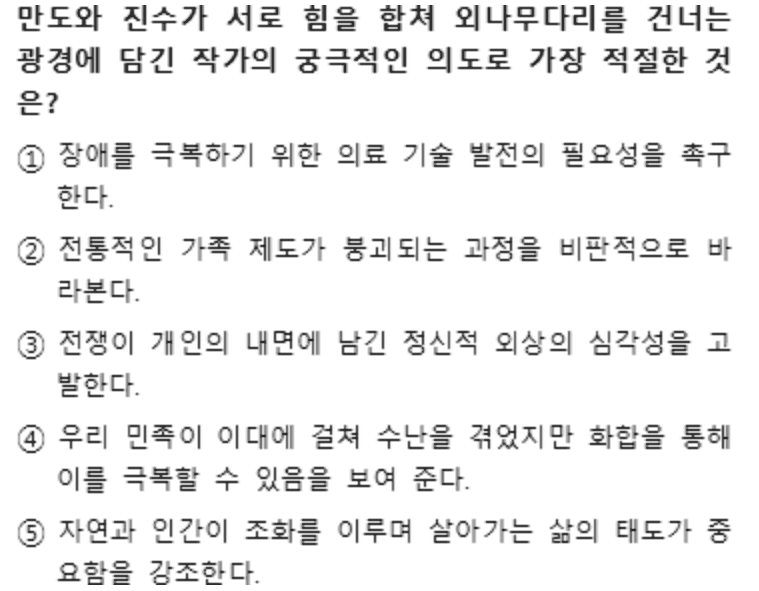 만도와 진수가 서로 힘을 합쳐 외나무다리를 건너는
광경에 담긴 작가의 궁극적인 의도로 가장 적절한 것
은?
① 장애를 극복하기 위한 의료 기술 발전의 필요성을 촉구
한다.
② 전통적인 가족 제도가 붕괴되는 과정을 비판적으로 바
라본다.
③ 전쟁이 개인의 내면에 남긴 정신적 외상의 심각성을 고
발한다.
④ 우리 민족이 이대에 걸쳐 수난을 겪었지만 화합을 통해
이를 극복할 수 있음을 보여 준다.
⑤ 자연과 인간이 조화를 이루며 살아가는 삶의 태도가 중
요함을 강조한다.